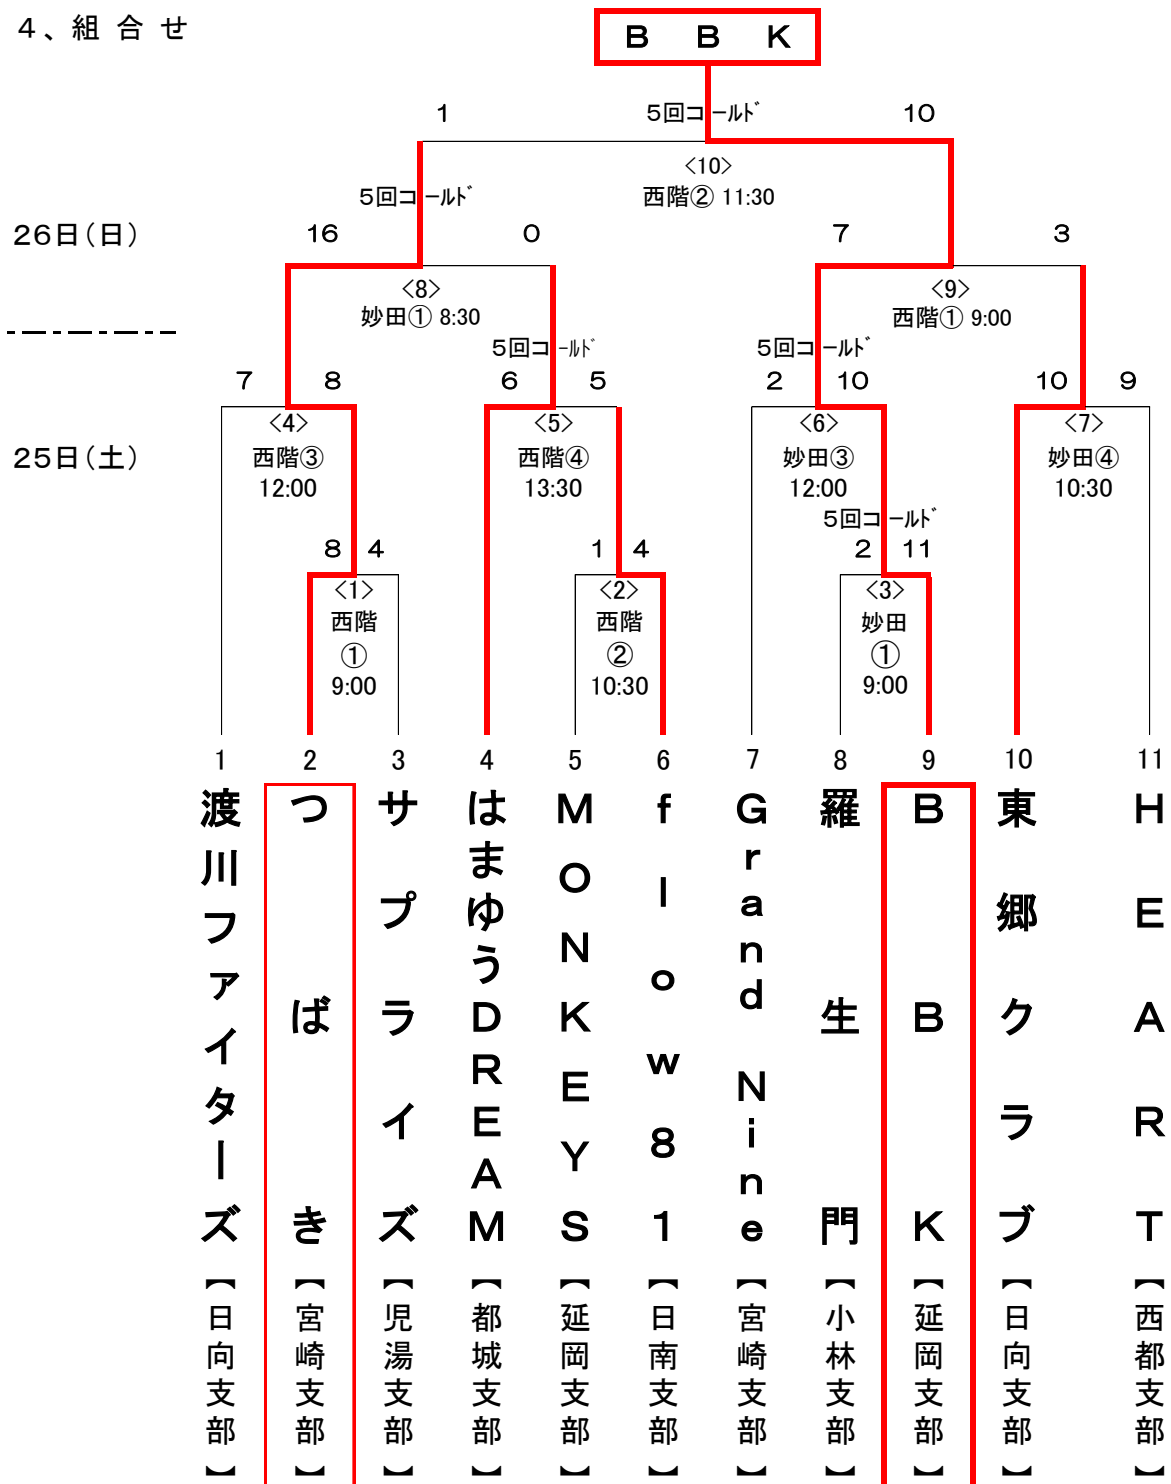 ４、組 合 せ
Ｂ Ｂ Ｋ
1 5回コールド 10
<10>
西階② 11:30
5回コールド
26日（日）
16 0 7 3
<8> <9>
妙田① 8:30 西階① 9:00
5回コールド 5回コールド
7 8 6 5 2 10 10 9
<4> <5> <6> <7>
25日（土）
西階③ 西階④ 妙田③ 妙田④
12:00 13:30 12:00 10:30
5回コールド
8 4 1 4 2 11
<1> <2> <3>
西階 西階 妙田
① ② ①
9:00 10:30 9:00
1 2 3 4 5 6 7 8 9 10 11
渡川ファイターズ
【日向支部】
つばき
【宮崎支部】
サプライズ
【児湯支部】
はまゆうDREAM
【都城支部】
MONKEYS
【延岡支部】
flow81
【日南支部】
Grand Nine
【宮崎支部】
羅生門
【小林支部】
BBK
【延岡支部】
東郷クラブ
【日向支部】
HEART
【西都支部】